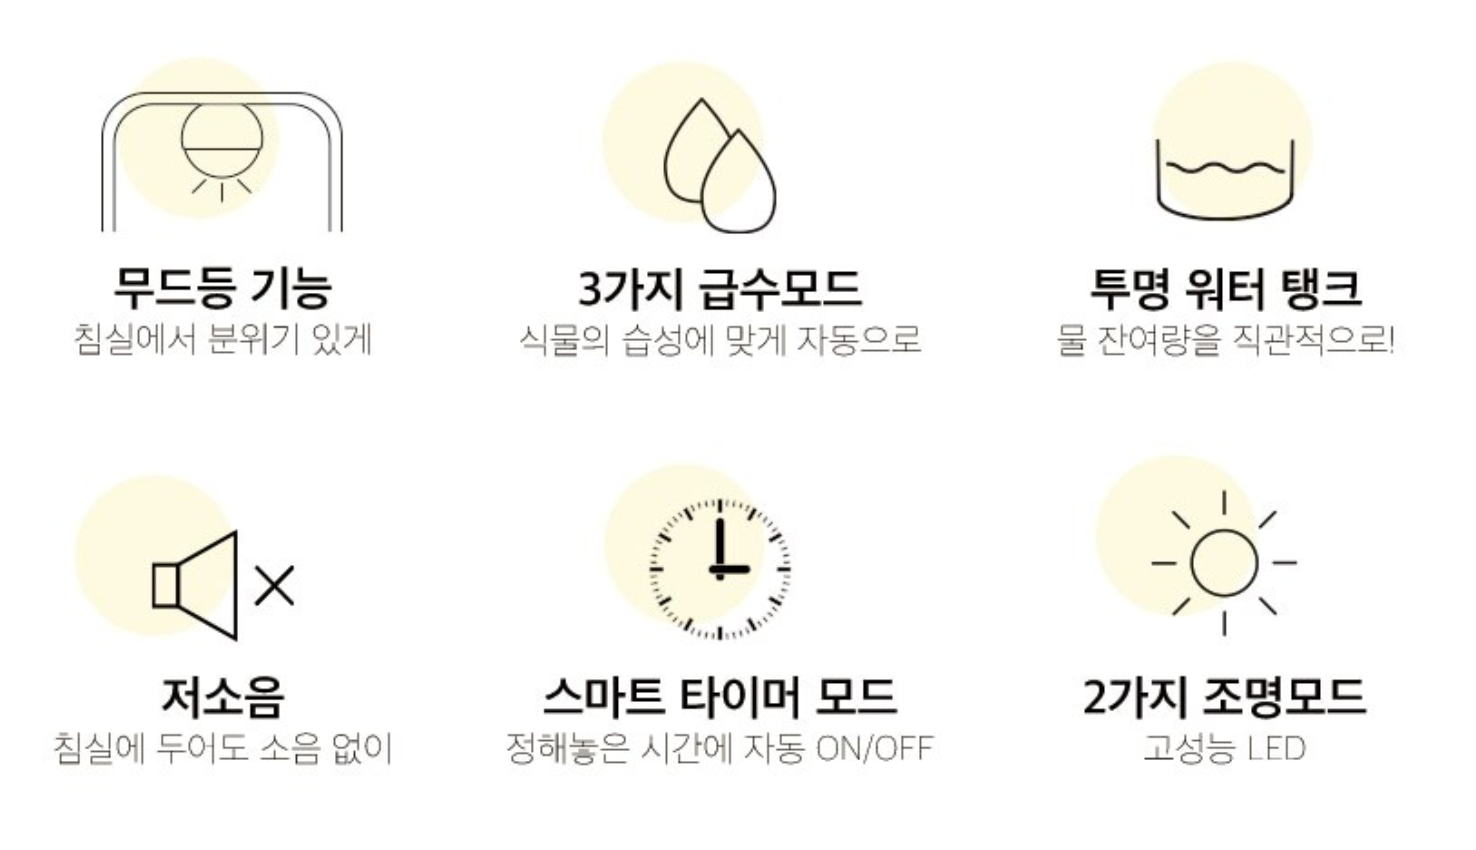 무드등 기능
침실에서 분위기 있게
3가지 급수모드
식물의 습성에 맞게 자동으로
투명 워터 탱크
물 잔여량을 직관적으로!
저소음
침실에 두어도 소음 없이
스마트 타이머 모드
정해놓은 시간에 자동 ON/OFF
2가지 조명모드
고성능 LED